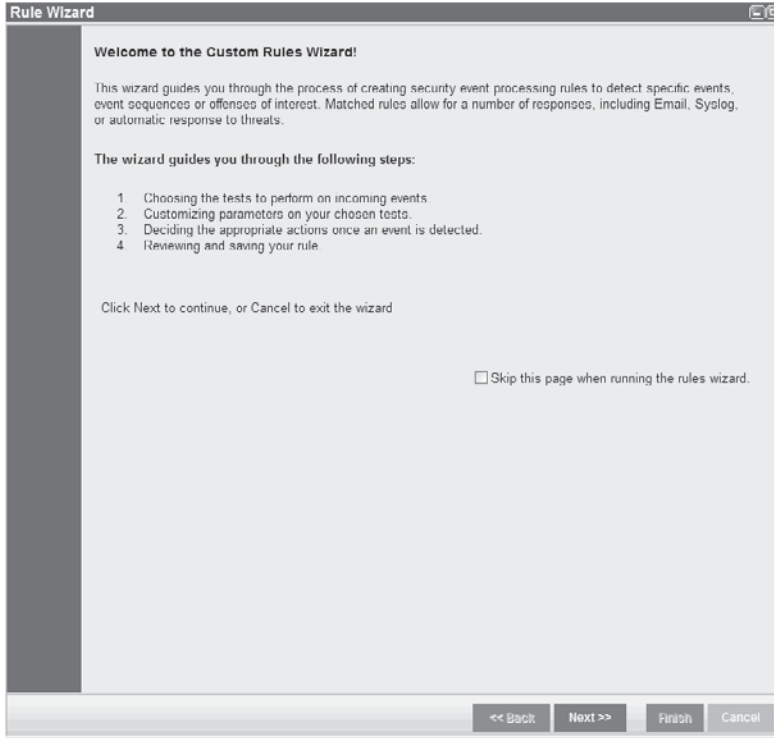 Rule Wizard
Welcome to the Custom Rules Wizard!
This wizard guides you through the process of creating security event processing rules to detect specific events,
event sequences or offenses of interest. Matched rules allow for a number of responses, including Email, Syslog,
or automatic response to threats.
The wizard guides you through the following steps:
1. Choosing the tests to perform on incoming events.
2. Customizing parameters on your chosen tests.
3. Deciding the appropriate actions once an event is detected.
4. Reviewing and saving your rule.
Click Next to continue, or Cancel to exit the wizard
Skip this page when running the rules wizard.
<< Back Next >> Finish Cancel